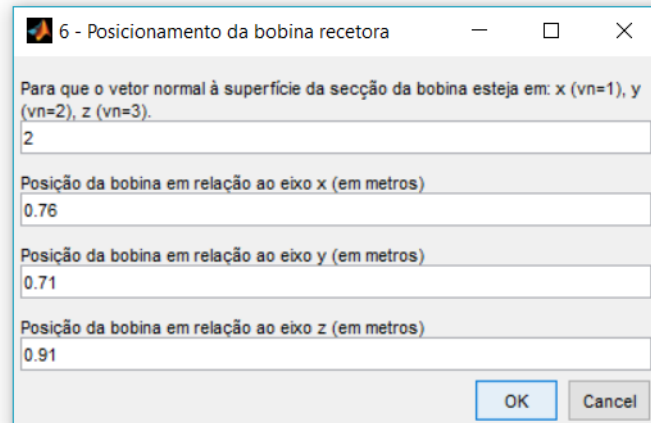 6 - Posicionamento da bobina recetora
Para que o vetor normal à superfície da secção da bobina esteja em: x (vn=1), y
(vn=2), z (vn=3).
2
Posição da bobina em relação ao eixo x (em metros)
0.76
Posição da bobina em relação ao eixo y (em metros)
0.71
Posição da bobina em relação ao eixo z (em metros)
0.91
OK Cancel